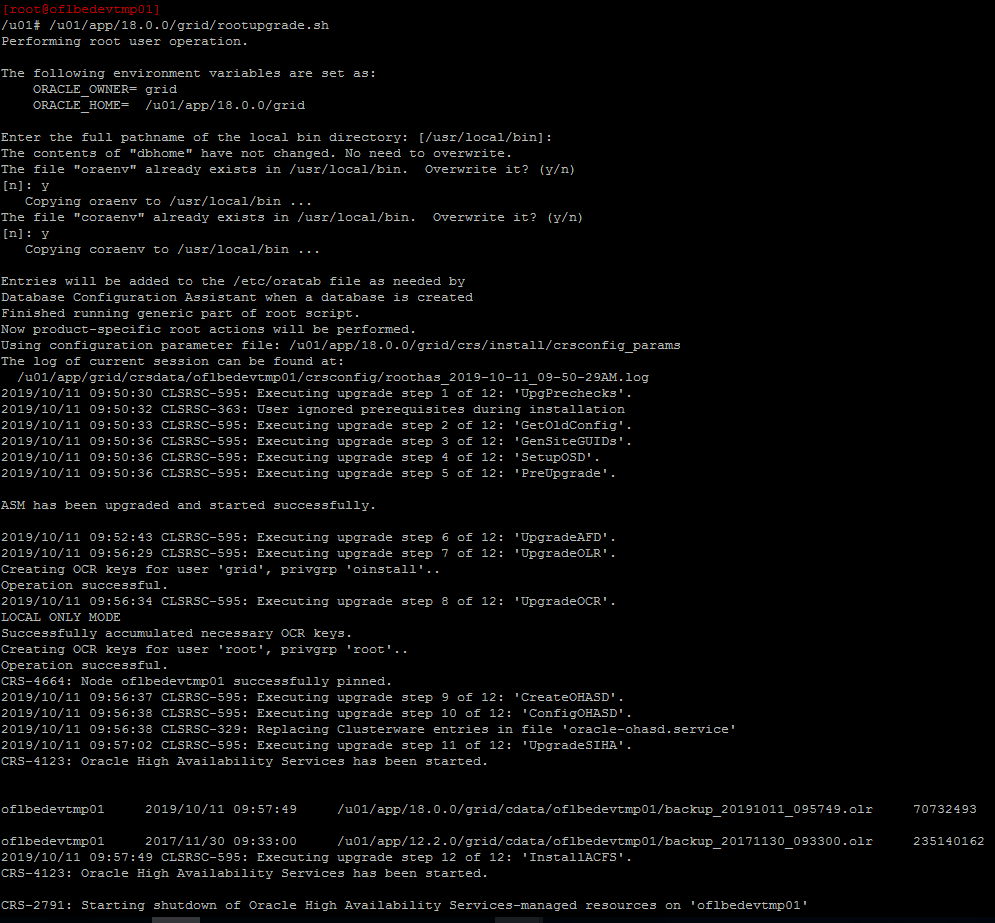 [root@oflbedevtmp01]
/u01# /u01/app/18.0.0/grid/rootupgrade.sh
Performing root user operation.
The following environment variables are set as:
ORACLE_OWNER= grid
ORACLE_HOME=  /u01/app/18.0.0/grid
Enter the full pathname of the local bin directory: [/usr/local/bin]:
The contents of "dbhome" have not changed. No need to overwrite.
The file "oraenv" already exists in /usr/local/bin.  Overwrite it? (y/n)
[n]: y
Copying oraenv to /usr/local/bin ...
The file "coraenv" already exists in /usr/local/bin.  Overwrite it? (y/n)
[n]: y
Copying coraenv to /usr/local/bin ...
Entries will be added to the /etc/oratab file as needed by
Database Configuration Assistant when a database is created
Finished running generic part of root script.
Now product-specific root actions will be performed.
Using configuration parameter file: /u01/app/18.0.0/grid/crs/install/crsconfig_params
The log of current session can be found at:
/u01/app/grid/crsdata/oflbedevtmp01/crsconfig/roothas_2019-10-11_09-50-29AM.log
2019/10/11 09:50:30 CLSRSC-595: Executing upgrade step 1 of 12: 'UpgPrechecks'.
2019/10/11 09:50:32 CLSRSC-363: User ignored prerequisites during installation
2019/10/11 09:50:33 CLSRSC-595: Executing upgrade step 2 of 12: 'GetOldConfig'.
2019/10/11 09:50:36 CLSRSC-595: Executing upgrade step 3 of 12: 'GenSiteGUIDs'.
2019/10/11 09:50:36 CLSRSC-595: Executing upgrade step 4 of 12: 'SetupOSD'.
2019/10/11 09:50:36 CLSRSC-595: Executing upgrade step 5 of 12: 'PreUpgrade'.
ASM has been upgraded and started successfully.
2019/10/11 09:52:43 CLSRSC-595: Executing upgrade step 6 of 12: 'UpgradeAFD'.
2019/10/11 09:56:29 CLSRSC-595: Executing upgrade step 7 of 12: 'UpgradeOLR'.
Creating OCR keys for user 'grid', privgrp 'oinstall'..
Operation successful.
2019/10/11 09:56:34 CLSRSC-595: Executing upgrade step 8 of 12: 'UpgradeOCR'.
LOCAL ONLY MODE
Successfully accumulated necessary OCR keys.
Creating OCR keys for user 'root', privgrp 'root'..
Operation successful.
CRS-4664: Node oflbedevtmp01 successfully pinned.
2019/10/11 09:56:37 CLSRSC-595: Executing upgrade step 9 of 12: 'CreateOHASD'.
2019/10/11 09:56:38 CLSRSC-595: Executing upgrade step 10 of 12: 'ConfigOHASD'.
2019/10/11 09:56:38 CLSRSC-329: Replacing Clusterware entries in file 'oracle-ohasd.service'
2019/10/11 09:57:02 CLSRSC-595: Executing upgrade step 11 of 12: 'UpgradeSIHA'.
CRS-4123: Oracle High Availability Services has been started.
oflbedevtmp01     2019/10/11 09:57:49     /u01/app/18.0.0/grid/cdata/oflbedevtmp01/backup_20191011_095749.olr     70732493
oflbedevtmp01     2017/11/30 09:33:00     /u01/app/12.2.0/grid/cdata/oflbedevtmp01/backup_20171130_093300.olr     235140162
2019/10/11 09:57:49 CLSRSC-595: Executing upgrade step 12 of 12: 'InstallACFS'.
CRS-4123: Oracle High Availability Services has been started.
CRS-2791: Starting shutdown of Oracle High Availability Services-managed resources on 'oflbedevtmp01'